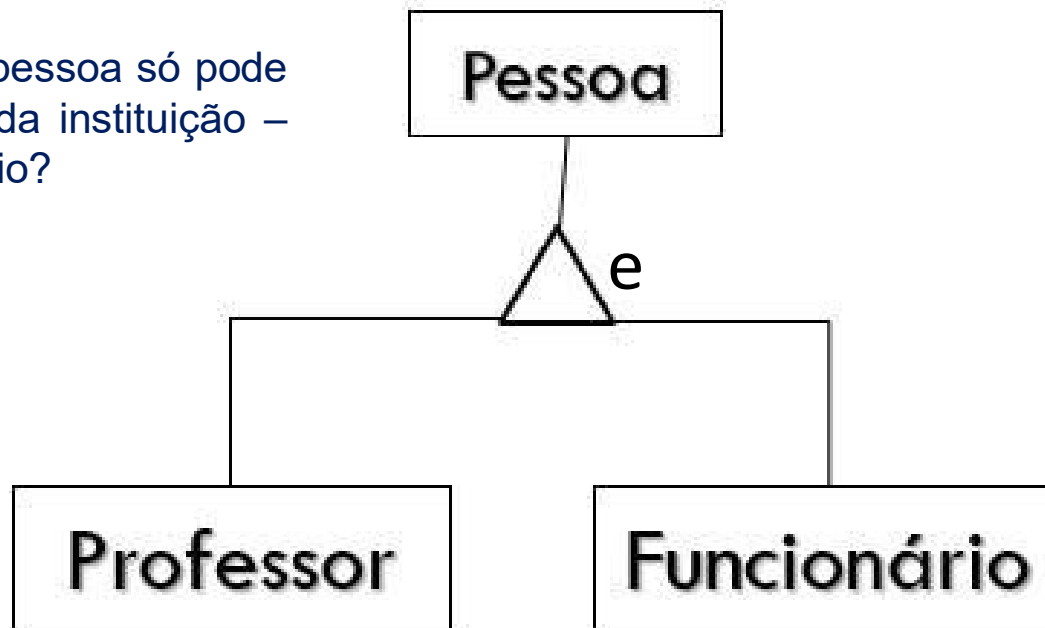 pessoa só pode
da instituição –
io?
Pessoa
e
Professor
Funcionário